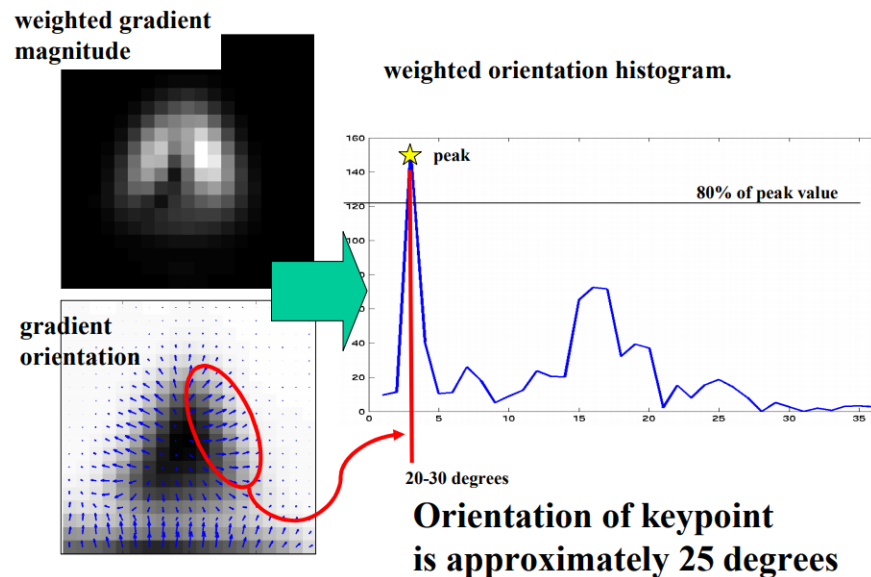 weighted gradient
magnitude
weighted orientation histogram.
160
peak
140
80% of peak value
120
100
80
60
40
20
0
0
5
10
15
20
25
30
35
gradient
orientation
20-30 degrees
Orientation of keypoint
is approximately 25 degrees